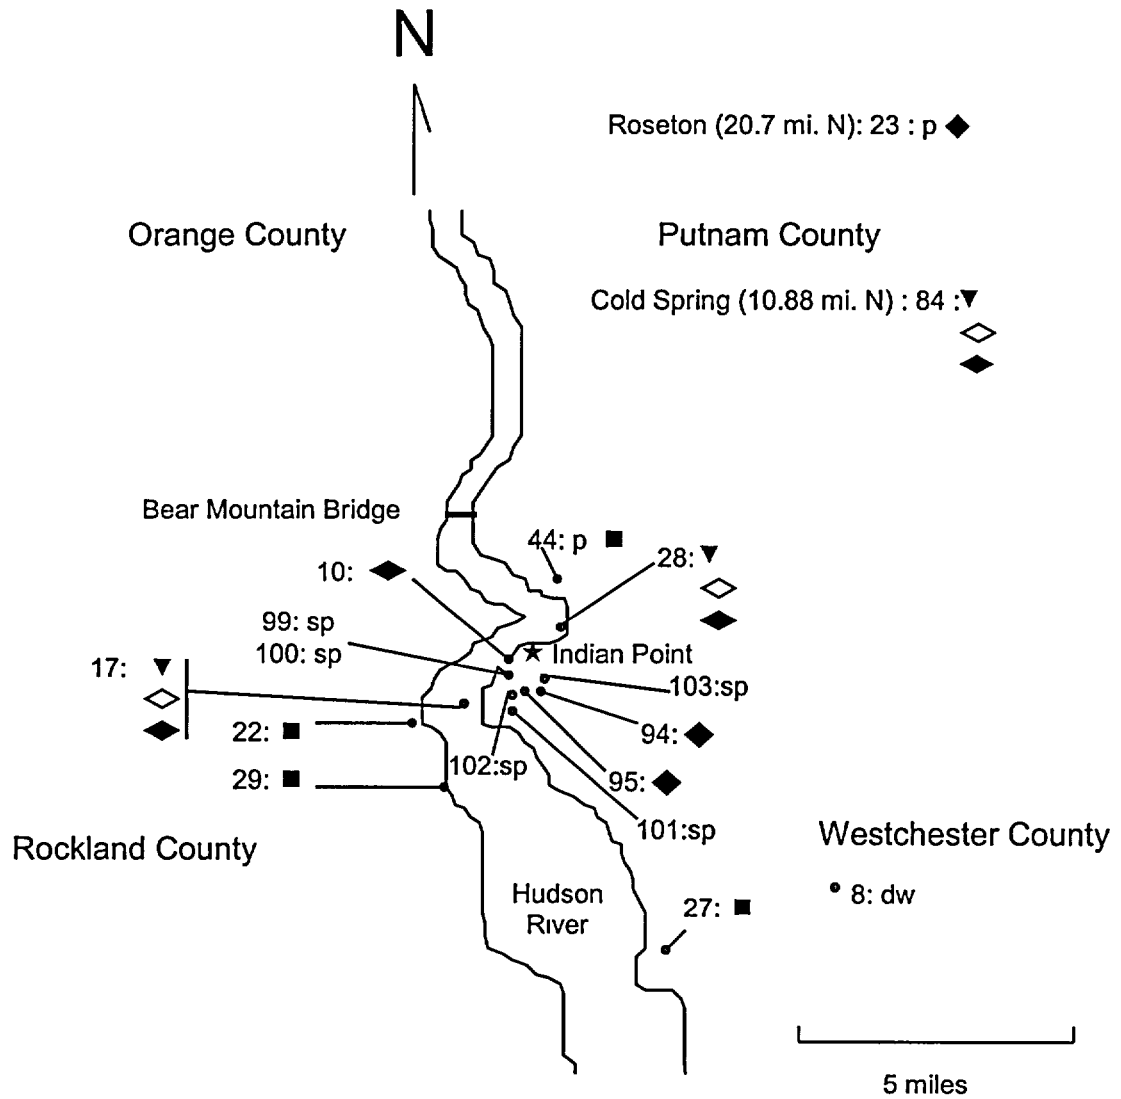 N
Roseton (20.7 mi. N): 23 : p
Orange County
Putnam County
Cold Spring (10.88 mi. N) : 84 :
Bear Mountain Bridge
44: p
28:
10:
99: sp
100: sp
Indian Point
17:
103:sp
22:
94:
102:sp
29:
95:
101:sp
Westchester County
Rockland County
8: dw
Hudson
River
27:
5 miles